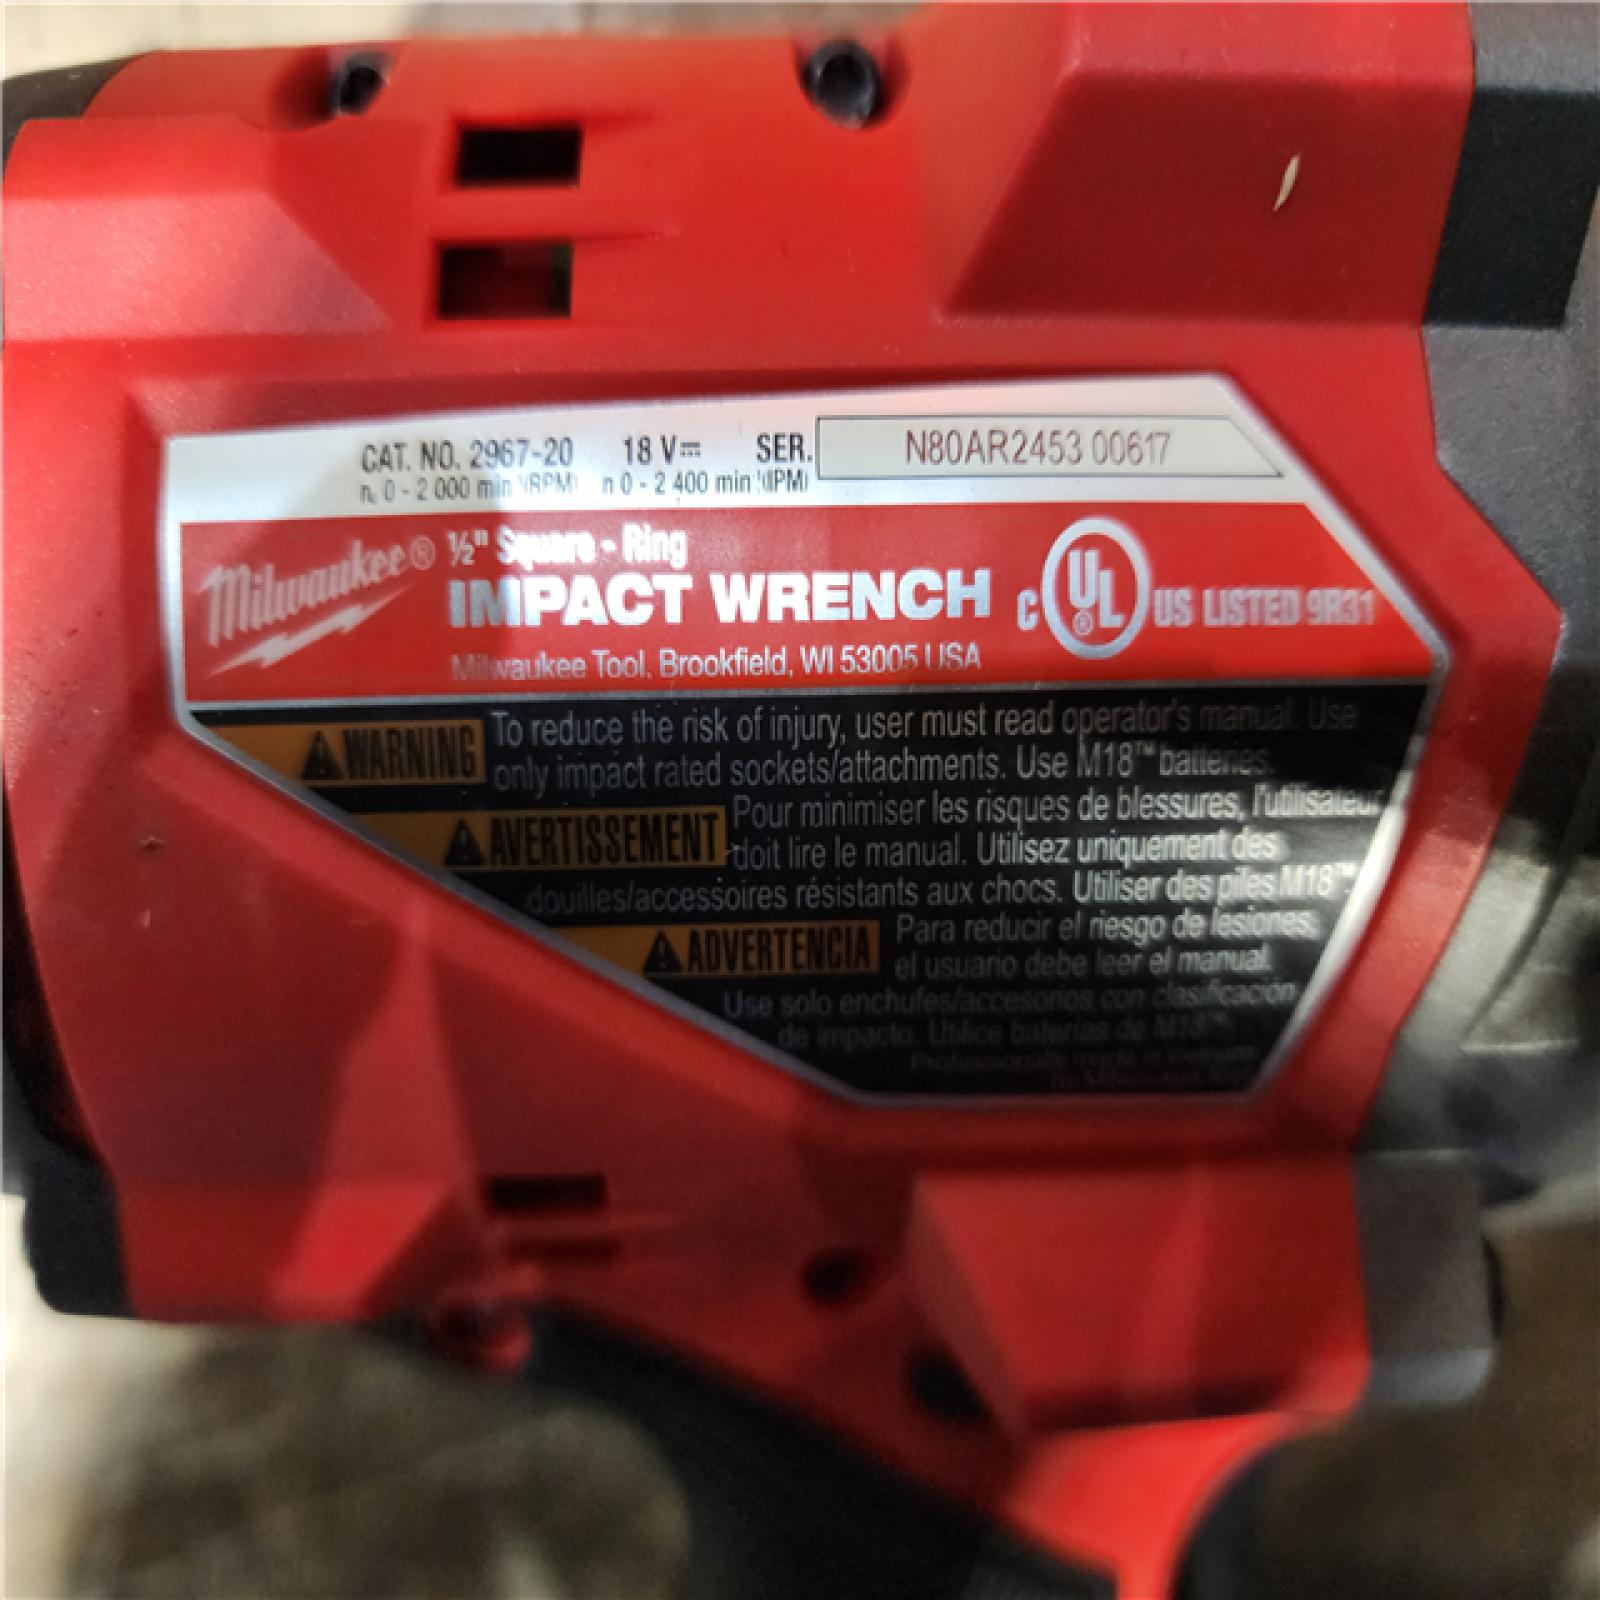 CAT. NO. 2967-20 18 V⎓ SER. N80AR2453 00617
n₀ 0 - 2 000 min⁻¹(RPM) n 0 - 2 400 min⁻¹(IPM)
Milwaukee® ½" Square - Ring
IMPACT WRENCH C UL® US LISTED 9R31
Milwaukee Tool, Brookfield, WI 53005 USA
⚠WARNING To reduce the risk of injury, user must read operator's manual. Use
only impact rated sockets/attachments. Use M18™ batteries.
⚠AVERTISSEMENT Pour minimiser les risques de blessures, l'utilisateur
doit lire le manual. Utilisez uniquement des
douilles/accessoires résistants aux chocs. Utiliser des piles M18™.
⚠ADVERTENCIA Para reducir el riesgo de lesiones,
el usuario debe leer el manual.
Use solo enchufes/accesorios con clasificación
de impacto. Utilice baterías de M18™.
Professionally made in Vietnam